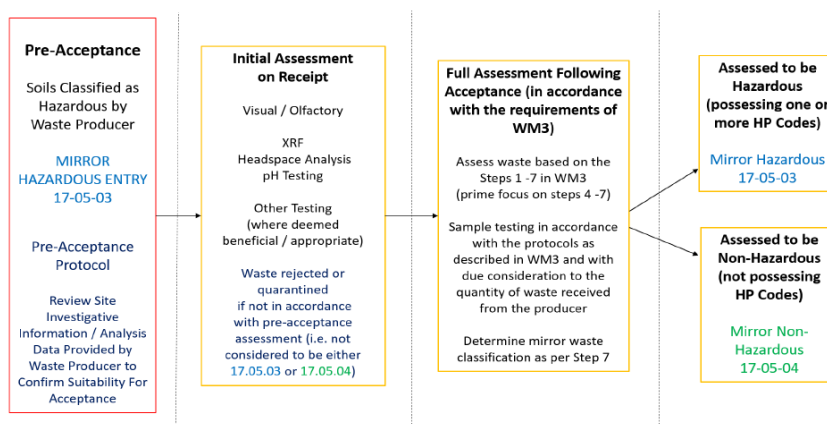 Pre-Acceptance
Soils Classified as
Hazardous by
Waste Producer
MIRROR
HAZARDOUS ENTRY
17-05-03
Pre-Acceptance
Protocol
Review Site
Investigative
Information / Analysis
Data Provided by
Waste Producer to
Confirm Suitability For
Acceptance
Initial Assessment
on Receipt
Visual / Olfactory
XRF
Headspace Analysis
pH Testing
Other Testing
(where deemed
beneficial / appropriate)
Waste rejected or
quarantined
if not in accordance
with pre-acceptance
assessment (i.e. not
considered to be either
17.05.03 or 17.05.04)
Full Assessment Following
Acceptance (in accordance
with the requirements of
WM3)
Assess waste based on the
Steps 1 -7 in WM3
(prime focus on steps 4 -7)
Sample testing in accordance
with the protocols as
described in WM3 and with
due consideration to the
quantity of waste received
from the producer
Determine mirror waste
classification as per Step 7
Assessed to be
Hazardous
(possessing one or
more HP Codes)
Mirror Hazardous
17-05-03
Assessed to be
Non-Hazardous
(not possessing
HP Codes)
Mirror Non-
Hazardous
17-05-04